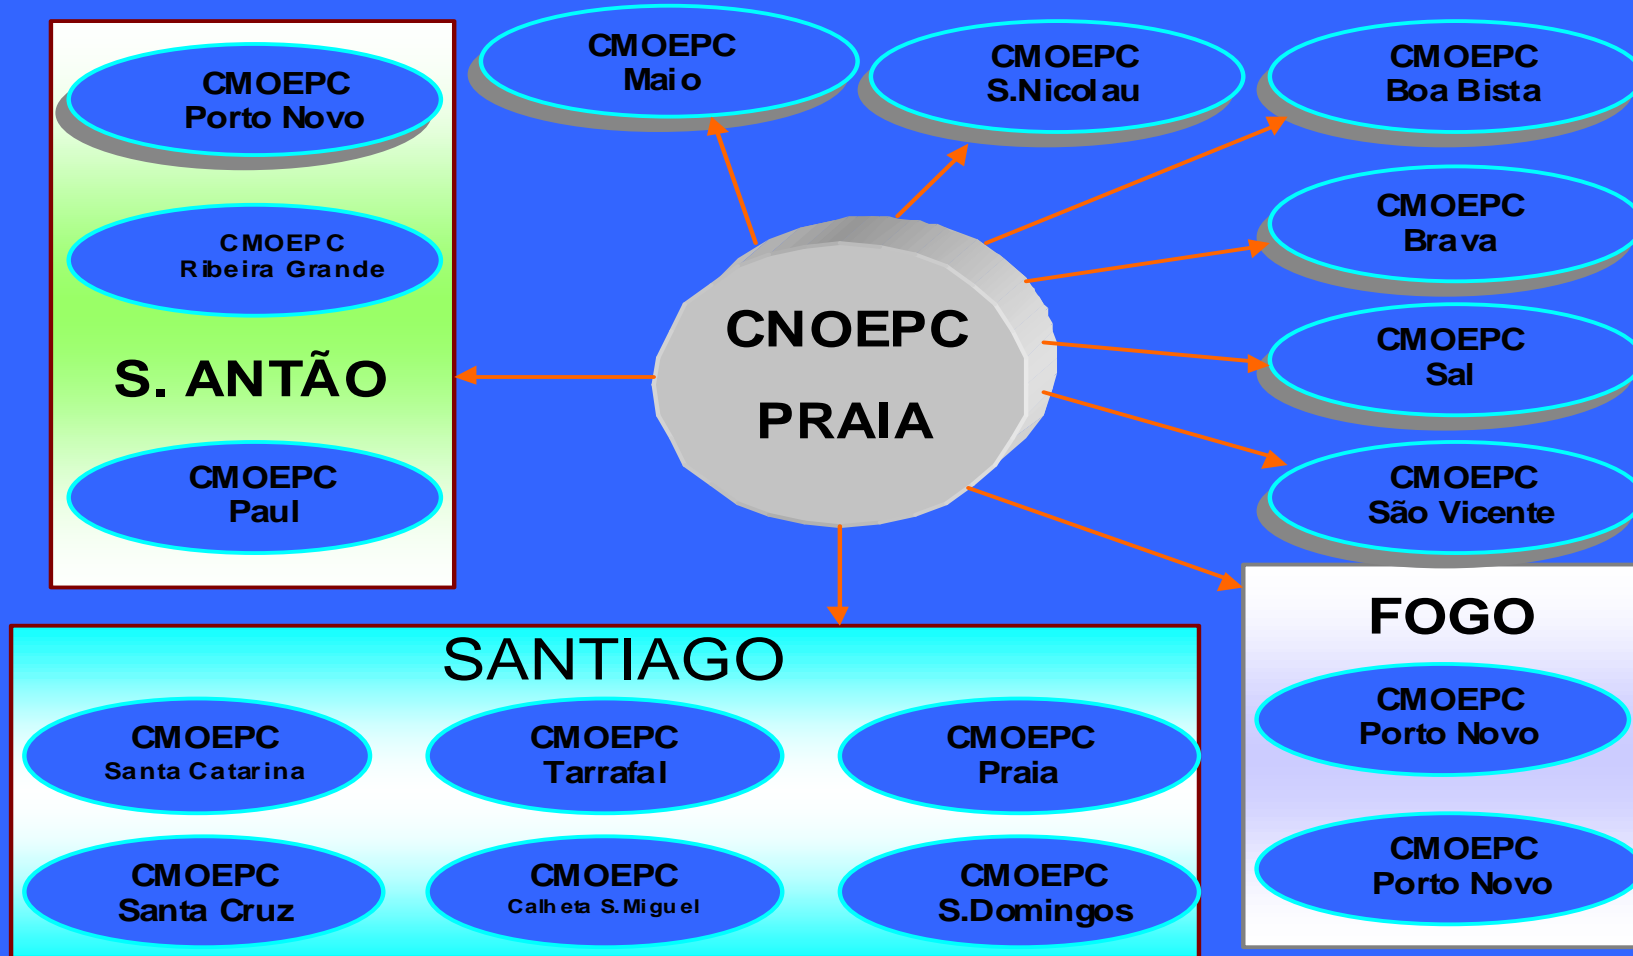 CMOEPC
Porto Novo
CMOEPC
Ribeira Grande
S. ANTÃO
CMOEPC
Paul
CMOEPC
Maio
CMOEPC
S.Nicolau
CMOEPC
Boa Bista
CMOEPC
Brava
CMOEPC
Sal
CMOEPC
São Vicente
CNOEPC
PRAIA
SANTIAGO
CMOEPC
Santa Catarina
CMOEPC
Tarrafal
CMOEPC
Praia
CMOEPC
Santa Cruz
CMOEPC
Calheta S.Miguel
CMOEPC
S.Domingos
FOGO
CMOEPC
Porto Novo
CMOEPC
Porto Novo